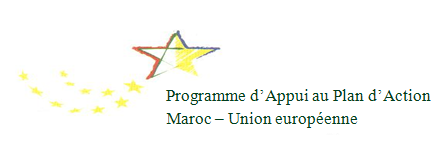 Programme d'Appui au Plan d'Action
Maroc – Union européenne